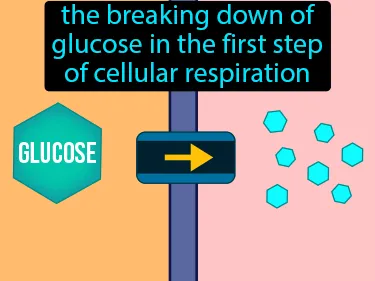 the breaking down of
glucose in the first step
of cellular respiration
GLUCOSE